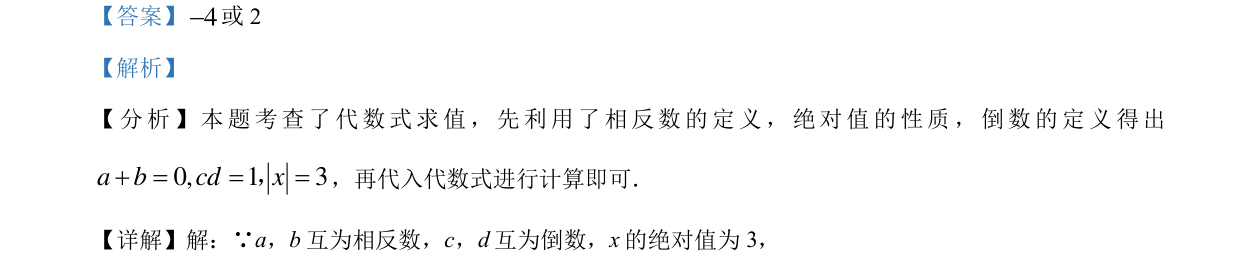 【答案】−4或 2
【解析】
【分析】本题考查了代数式求值，先利用了相反数的定义，绝对值的性质，倒数的定义得出
a + b = 0, cd = 1，|x| = 3，再代入代数式进行计算即可．
【详解】解：∵a，b 互为相反数，c，d 互为倒数，x 的绝对值为 3，